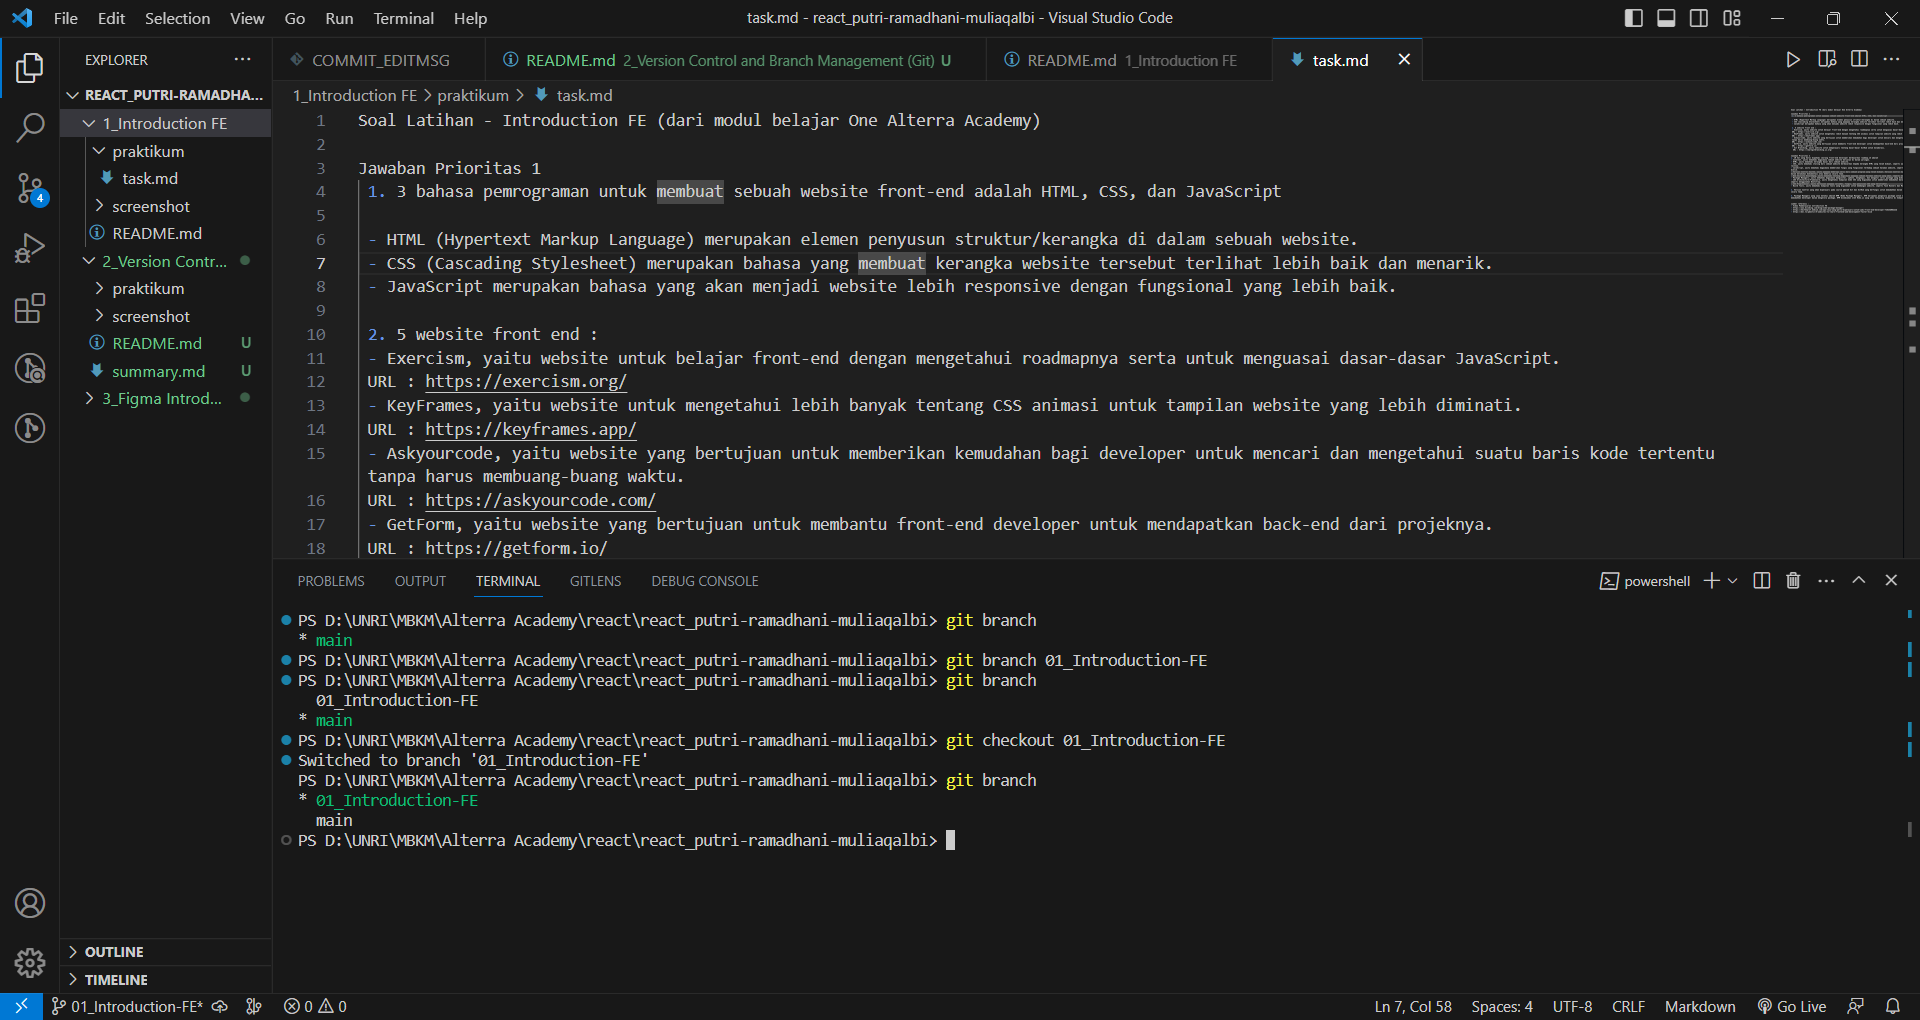 File Edit Selection View Go Run Terminal Help
task.md - react_putri-ramadhani-muliaqalbi - Visual Studio Code
EXPLORER
REACT_PUTRI-RAMADHA...
1_Introduction FE
praktikum
task.md
screenshot
README.md
2_Version Contr...
praktikum
screenshot
README.md U
summary.md U
3_Figma Introd...
OUTLINE
TIMELINE
4
COMMIT_EDITMSG
README.md 2_Version Control and Branch Management (Git) U
README.md 1_Introduction FE
task.md
1_Introduction FE > praktikum > task.md
1 Soal Latihan - Introduction FE (dari modul belajar One Alterra Academy)
2
3 Jawaban Prioritas 1
4 1. 3 bahasa pemrograman untuk membuat sebuah website front-end adalah HTML, CSS, dan JavaScript
5
6 - HTML (Hypertext Markup Language) merupakan elemen penyusun struktur/kerangka di dalam sebuah website.
7 - CSS (Cascading Stylesheet) merupakan bahasa yang membuat kerangka website tersebut terlihat lebih baik dan menarik.
8 - JavaScript merupakan bahasa yang akan menjadi website lebih responsive dengan fungsional yang lebih baik.
9
10 2. 5 website front end :
11 - Exercism, yaitu website untuk belajar front-end dengan mengetahui roadmapnya serta untuk menguasai dasar-dasar JavaScript.
12 URL : https://exercism.org/
13 - KeyFrames, yaitu website untuk mengetahui lebih banyak tentang CSS animasi untuk tampilan website yang lebih diminati.
14 URL : https://keyframes.app/
15 - Askyourcode, yaitu website yang bertujuan untuk memberikan kemudahan bagi developer untuk mencari dan mengetahui suatu baris kode tertentu
tanpa harus membuang-buang waktu.
16 URL : https://askyourcode.com/
17 - GetForm, yaitu website yang bertujuan untuk membantu front-end developer untuk mendapatkan back-end dari projeknya.
18 URL : https://getform.io/
PROBLEMS OUTPUT TERMINAL GITLENS DEBUG CONSOLE
powershell
PS D:\UNRI\MBKM\Alterra Academy\react\react_putri-ramadhani-muliaqalbi> git branch
* main
PS D:\UNRI\MBKM\Alterra Academy\react\react_putri-ramadhani-muliaqalbi> git branch 01_Introduction-FE
PS D:\UNRI\MBKM\Alterra Academy\react\react_putri-ramadhani-muliaqalbi> git branch
01_Introduction-FE
* main
PS D:\UNRI\MBKM\Alterra Academy\react\react_putri-ramadhani-muliaqalbi> git checkout 01_Introduction-FE
Switched to branch '01_Introduction-FE'
PS D:\UNRI\MBKM\Alterra Academy\react\react_putri-ramadhani-muliaqalbi> git branch
* 01_Introduction-FE
main
PS D:\UNRI\MBKM\Alterra Academy\react\react_putri-ramadhani-muliaqalbi>
01_Introduction-FE* 0 0
Ln 7, Col 58 Spaces: 4 UTF-8 CRLF Markdown Go Live